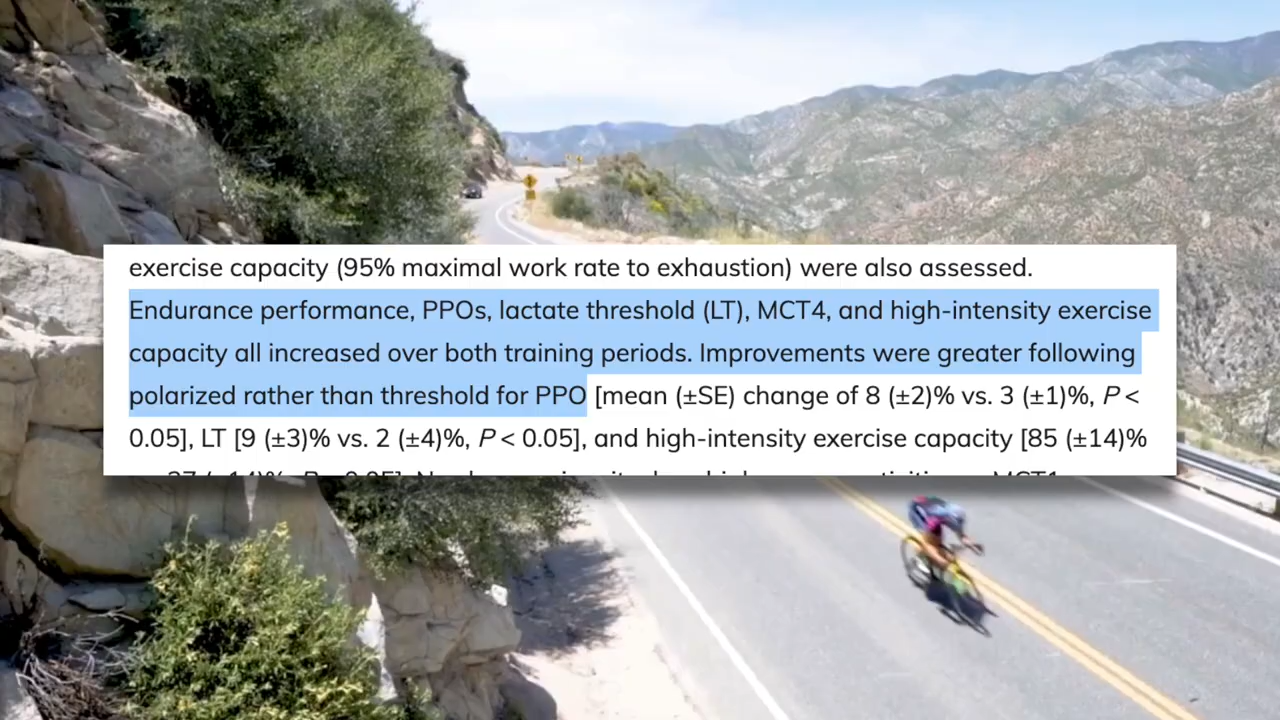 exercise capacity (95% maximal work rate to exhaustion) were also assessed.
Endurance performance, PPOs, lactate threshold (LT), MCT4, and high-intensity exercise
capacity all increased over both training periods. Improvements were greater following
polarized rather than threshold for PPO [mean (±SE) change of 8 (±2)% vs. 3 (±1)%, P <
0.05], LT [9 (±3)% vs. 2 (±4)%, P < 0.05], and high-intensity exercise capacity [85 (±14)%